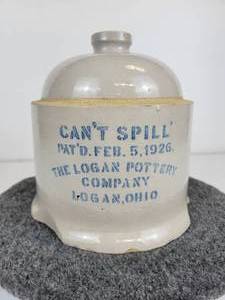 CAN'T SPILL'
PAT'D. FEB. 5, 1926.
THE LOGAN POTTERY
COMPANY
LOGAN, OHIO